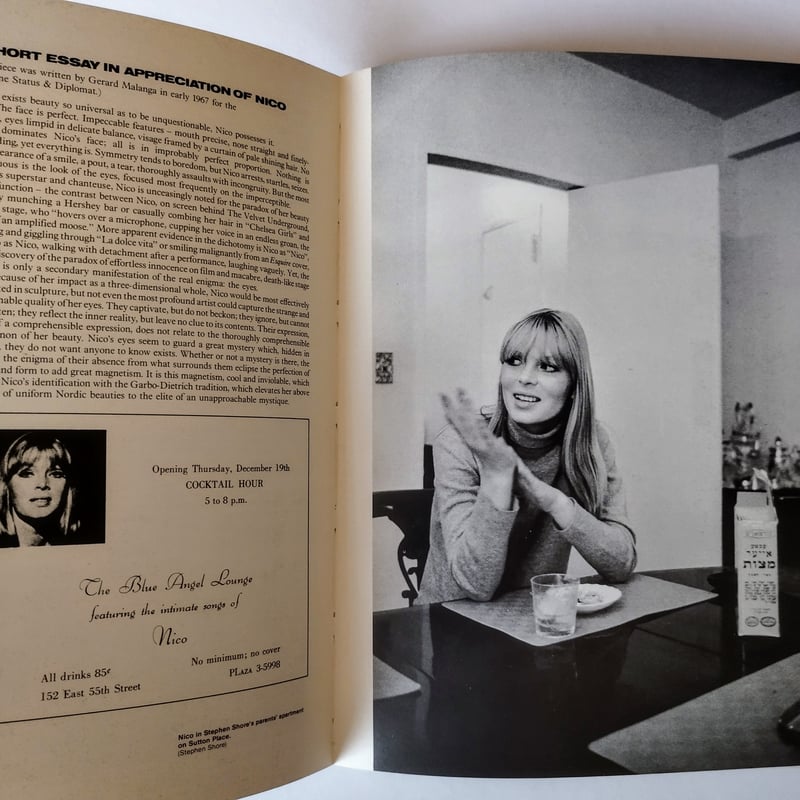 HORT ESSAY IN APPRECIATION OF NICO
iece was written by Gerard Malanga in early 1967 for the
ne Status & Diplomat.)
exists beauty so universal as to be unquestionable, Nico possesses it.
The face is perfect. Impeccable features – mouth precise, nose straight and finely-
, eyes limpid in delicate balance, visage framed by a curtain of pale shining hair. No
dominates Nico's face; all is in improbably perfect proportion. Nothing is
ding, yet everything is. Symmetry tends to boredom, but Nico arrests, startles, seizes.
earance of a smile, a pout, a tear, thoroughly assaults with incongruity. But the most
uous is the look of the eyes, focused most frequently on the imperceptible.
s superstar and chanteuse, Nico is unceasingly noted for the paradox of her beauty
function – the contrast between Nico, on screen behind The Velvet Underground,
y munching a Hershey bar or casually combing her hair in "Chelsea Girls" and
stage, who "hovers over a microphone, cupping her voice in an endless groan, the
an amplified moose." More apparent evidence in the dichotomy is Nico as "Nico",
g and giggling through "La dolce vita" or smiling malignantly from an Esquire cover,
o as Nico, walking with detachment after a performance, laughing vaguely. Yet, the
iscovery of the paradox of effortless innocence on film and macabre, death-like stage
is only a secondary manifestation of the real enigma: the eyes.
ecause of her impact as a three-dimensional whole, Nico would be most effectively
ted in sculpture, but not even the most profound artist could capture the strange and
nable quality of her eyes. They captivate, but do not beckon; they ignore, but cannot
ten; they reflect the inner reality, but leave no clue to its contents. Their expression,
f a comprehensible expression, does not relate to the thoroughly comprehensible
non of her beauty. Nico's eyes seem to guard a great mystery which, hidden in
, they do not want anyone to know exists. Whether or not a mystery is there, the
the enigma of their absence from what surrounds them eclipse the perfection of
and form to add great magnetism. It is this magnetism, cool and inviolable, which
Nico's identification with the Garbo-Dietrich tradition, which elevates her above
of uniform Nordic beauties to the elite of an unapproachable mystique.
Opening Thursday, December 19th
COCKTAIL HOUR
5 to 8 p.m.
The Blue Angel Lounge
featuring the intimate songs of
Nico
All drinks 85¢
No minimum; no cover
152 East 55th Street
PLAZA 3-5998
Nico in Stephen Shore's parents' apartment
on Sutton Place.
(Stephen Shore)
אייער
מצות